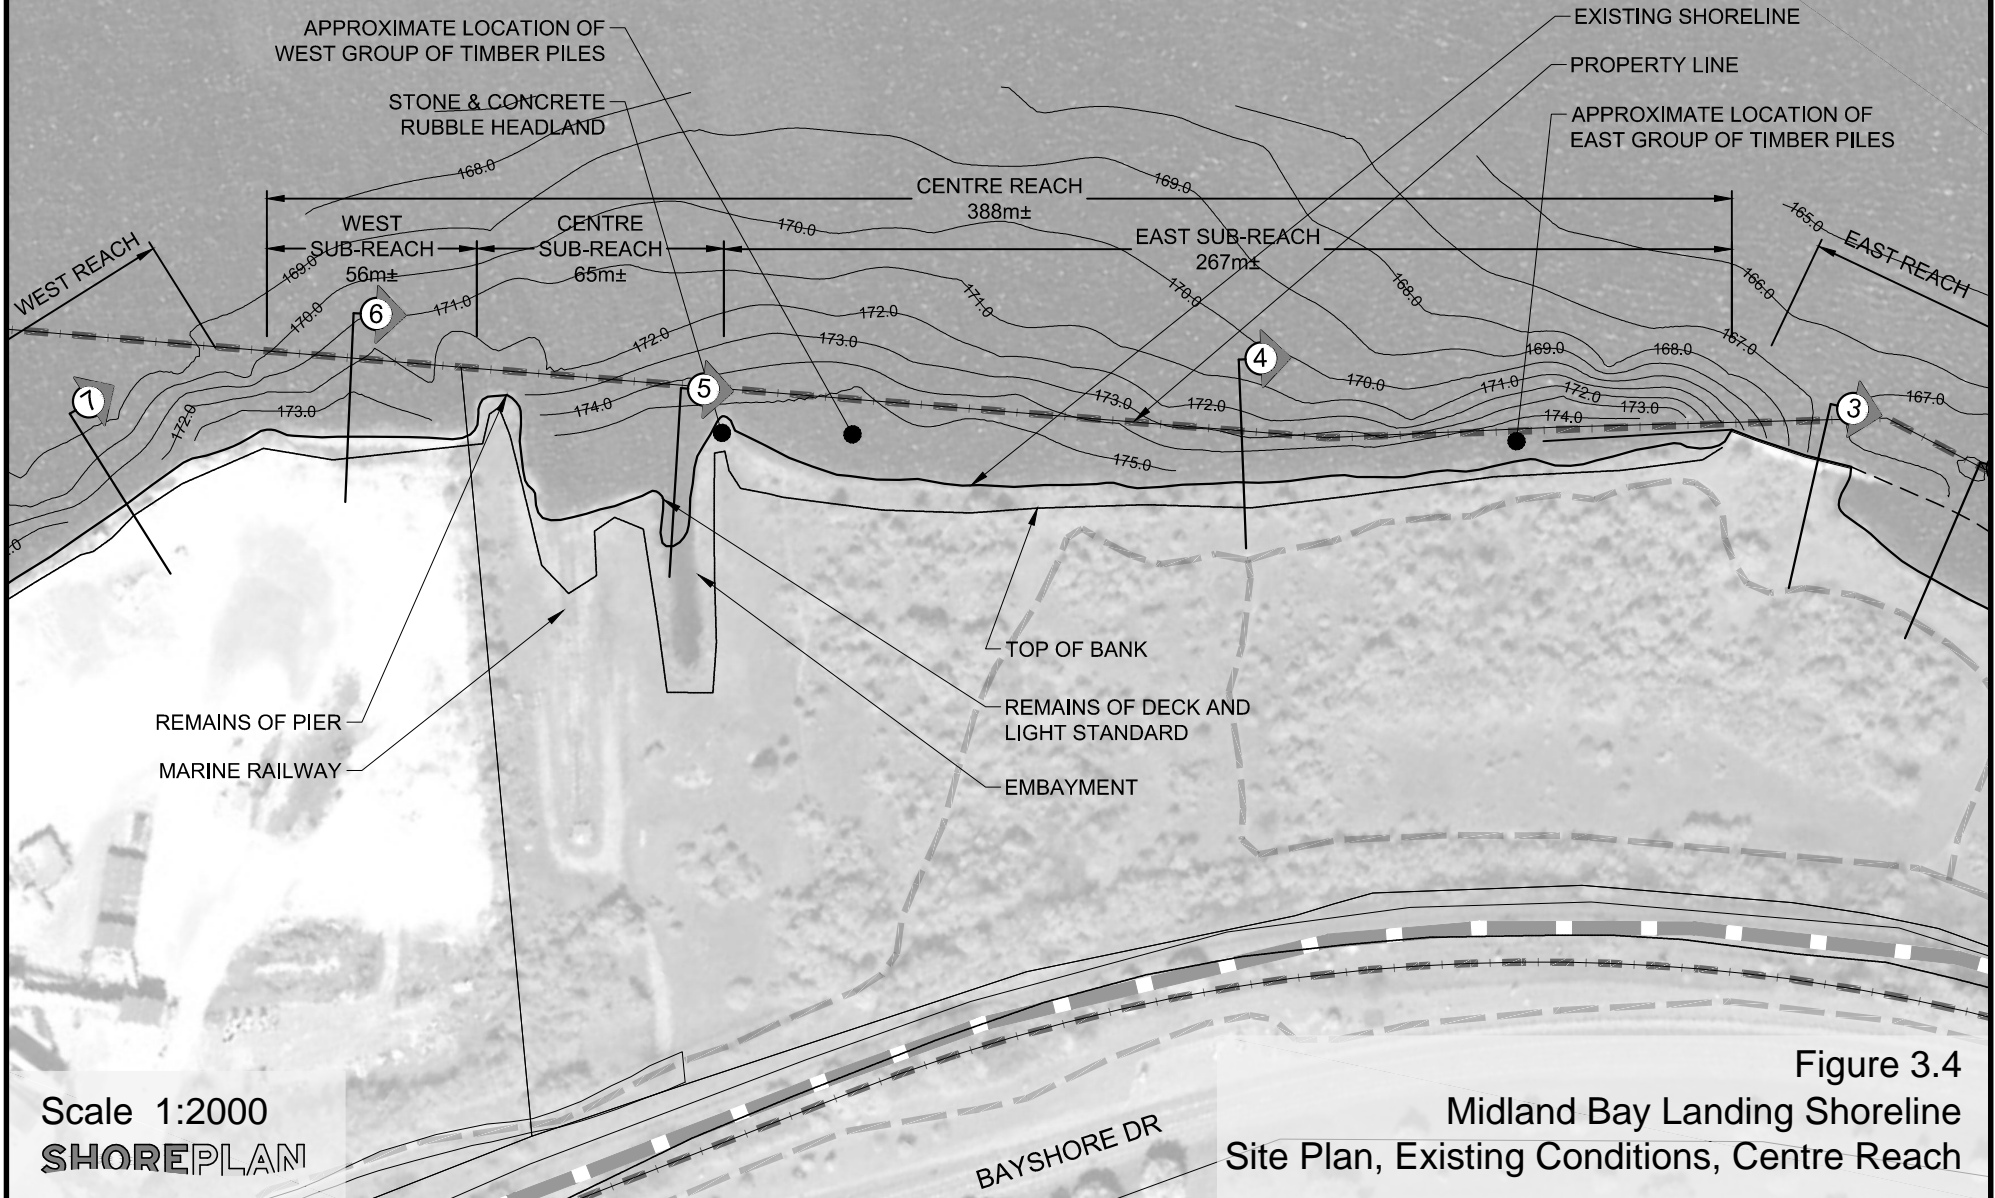 APPROXIMATE LOCATION OF
WEST GROUP OF TIMBER PILES
STONE & CONCRETE
RUBBLE HEADLAND
EXISTING SHORELINE
PROPERTY LINE
APPROXIMATE LOCATION OF
EAST GROUP OF TIMBER PILES
168.0
169.0
CENTRE REACH
388m±
WEST
SUB-REACH
56m±
CENTRE
SUB-REACH
65m±
170.0
EAST SUB-REACH
267m±
165.0
WEST REACH
EAST REACH
169.0
170.0
171.0
172.0
172.0
173.0
171.0
170.0
168.0
166.0
167.0
169.0
168.0
6
5
4
3
7
172.0
173.0
174.0
173.0
172.0
170.0
171.0
172.0
173.0
174.0
167.0
175.0
.0
TOP OF BANK
REMAINS OF PIER
REMAINS OF DECK AND
LIGHT STANDARD
MARINE RAILWAY
EMBAYMENT
BAYSHORE DR
Scale 1:2000
SHOREPLAN
Figure 3.4
Midland Bay Landing Shoreline
Site Plan, Existing Conditions, Centre Reach